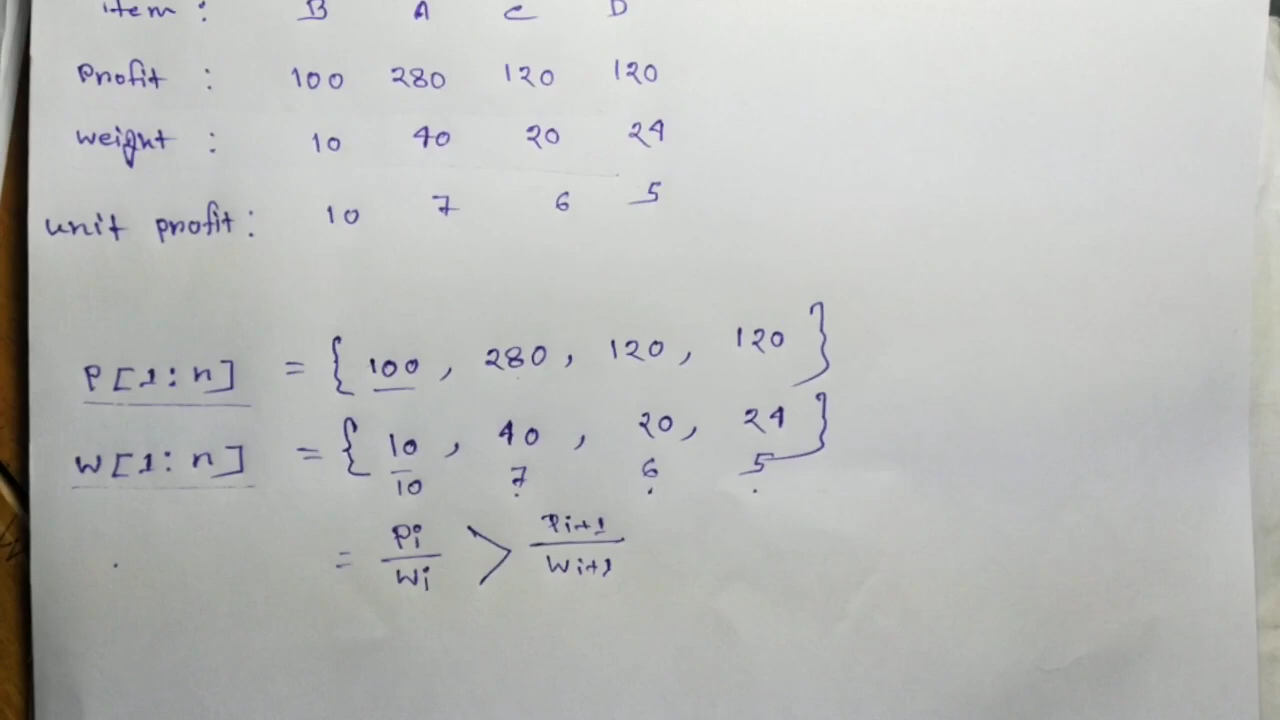 item : B A C D
Profit : 100 280 120 120
weight : 10 40 20 24
unit profit : 10 7 6 5
P[1:n] = { 100 , 280 , 120 , 120 }
W[1:n] = { 10 , 40 , 20 , 24 }
10 7 6 5
= Pi/Wi > Pi+1/Wi+1